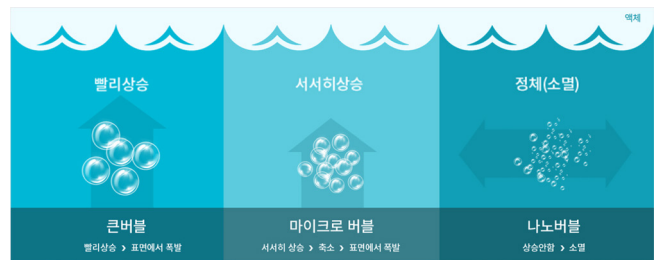 액체
빨리상승
서서히상승
정체(소멸)
큰버블
마이크로 버블
나노버블
빨리상승 > 표면에서 폭발
서서히 상승 > 축소 > 표면에서 폭발
상승안함 > 소멸